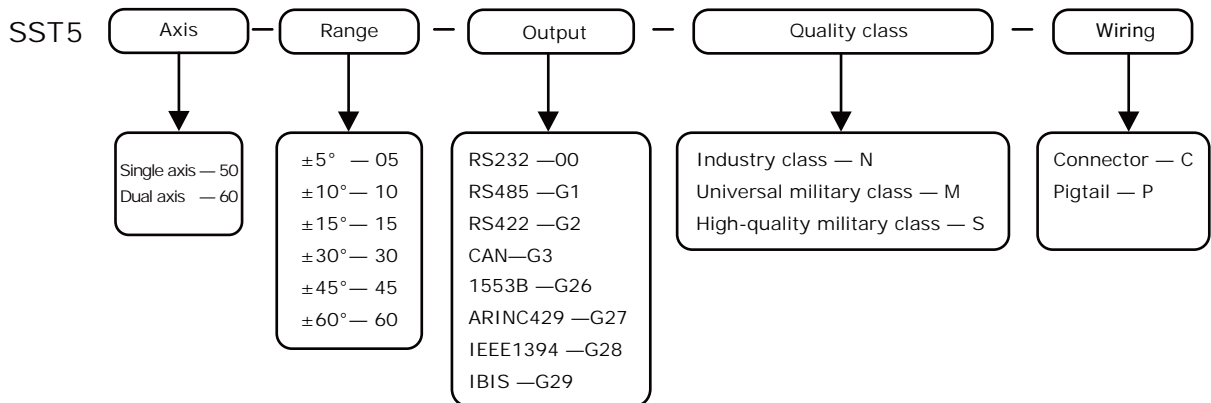 SST5 Axis — Range — Output — Quality class — Wiring
Single axis — 50
Dual axis — 60
±5° — 05
±10°— 10
±15°— 15
±30°— 30
±45°— 45
±60°— 60
RS232 —00
RS485 —G1
RS422 —G2
CAN—G3
1553B —G26
ARINC429 —G27
IEEE1394 —G28
IBIS —G29
Industry class — N
Universal military class — M
High-quality military class — S
Connector — C
Pigtail — P